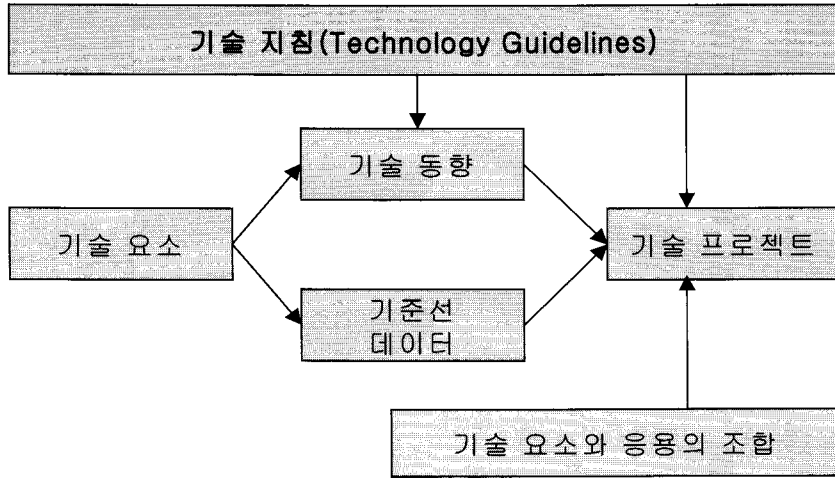 기술 지침(Technology Guidelines)
기술 동향
기술 요소
기술 프로젝트
기준선
데이터
기술 요소와 응용의 조합